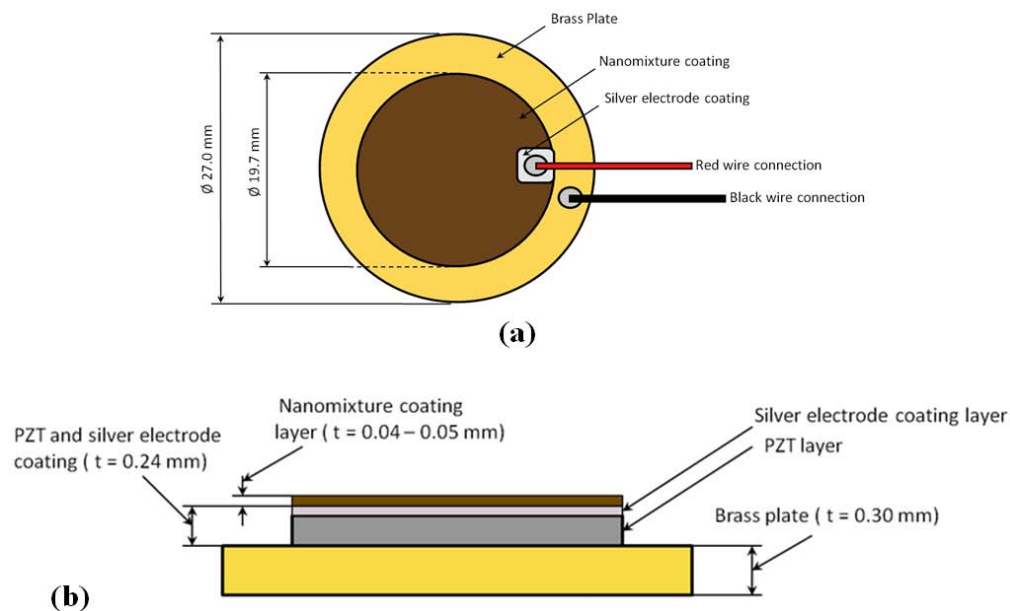 Brass Plate
Nanomixture coating
Silver electrode coating
Ø 27.0 mm
Ø 19.7 mm
Red wire connection
Black wire connection
(a)
Nanomixture coating
layer ( t = 0.04 – 0.05 mm)
PZT and silver electrode
coating ( t = 0.24 mm)
Silver electrode coating layer
PZT layer
Brass plate ( t = 0.30 mm)
(b)